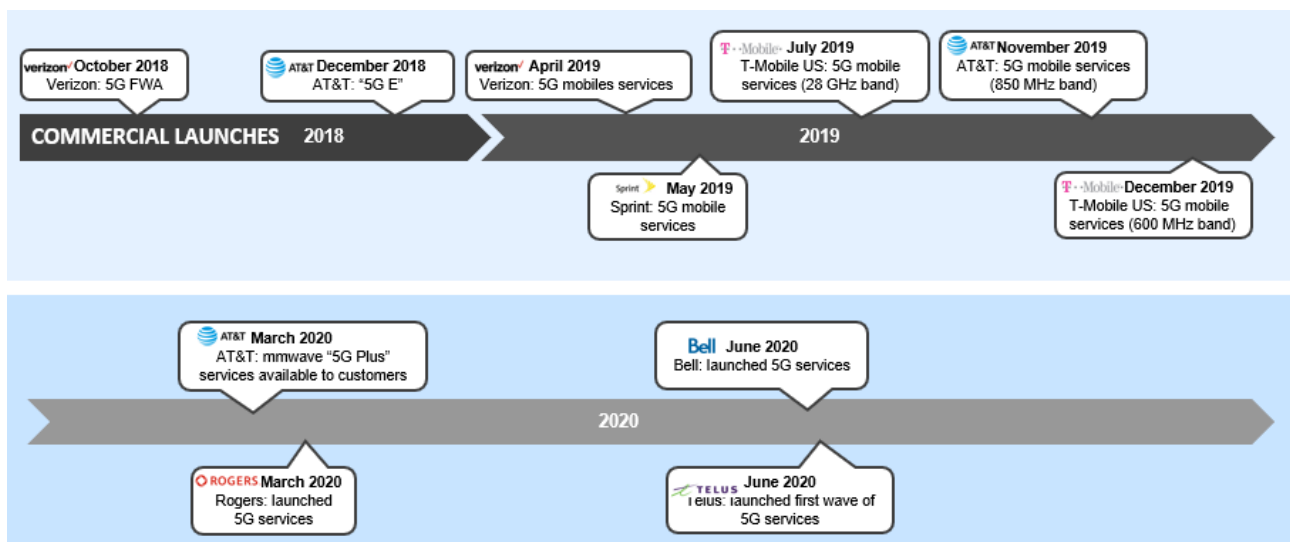 verizon October 2018
Verizon: 5G FWA
AT&T December 2018
AT&T: “5G E”
verizon April 2019
Verizon: 5G mobiles services
T··Mobile· July 2019
T-Mobile US: 5G mobile
services (28 GHz band)
AT&T November 2019
AT&T: 5G mobile services
(850 MHz band)
COMMERCIAL LAUNCHES 2018
2019
Sprint May 2019
Sprint: 5G mobile
services
T··Mobile· December 2019
T-Mobile US: 5G mobile
services (600 MHz band)
AT&T March 2020
AT&T: mmwave “5G Plus”
services available to customers
Bell June 2020
Bell: launched 5G services
2020
ROGERS March 2020
Rogers: launched
5G services
TELUS June 2020
Telus: launched first wave of
5G services